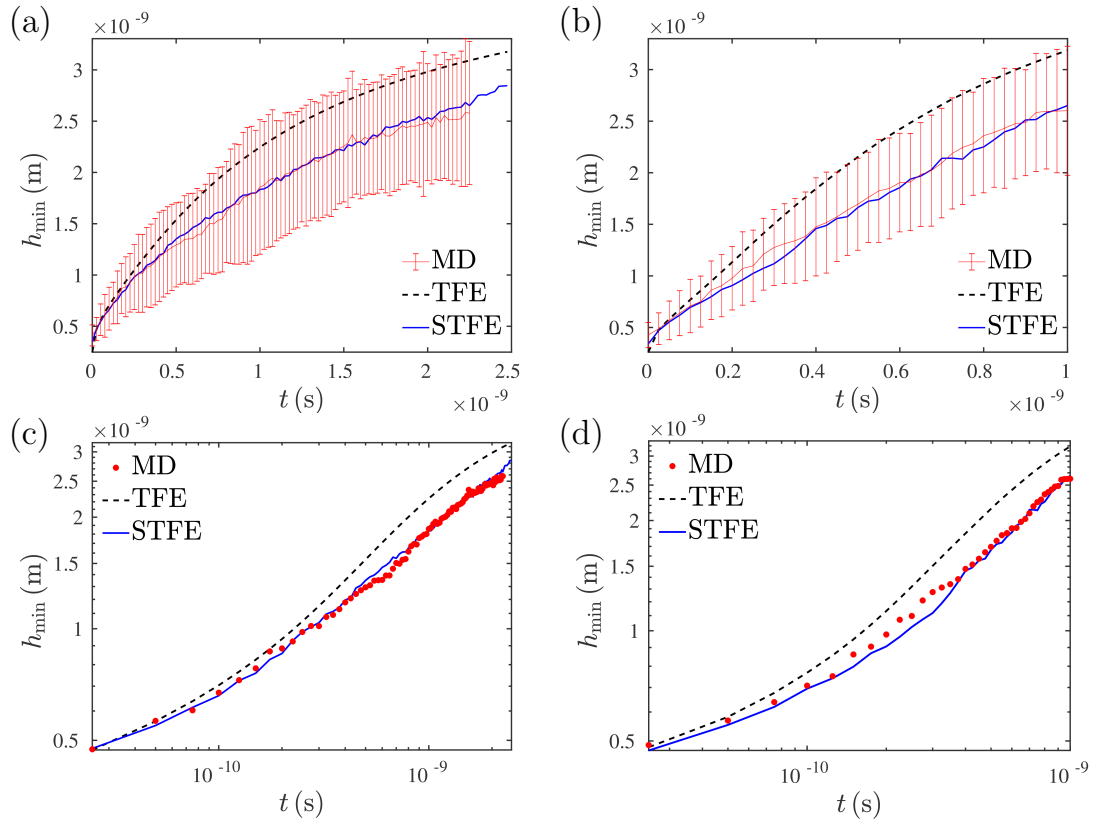 (a)
×10 -9
h_min (m)
3
2.5
2
1.5
1
0.5
MD
TFE
STFE
0 0.5 1 1.5 2 2.5
t (s)
×10 -9
(b)
×10 -9
h_min (m)
3
2.5
2
1.5
1
0.5
MD
TFE
STFE
0 0.2 0.4 0.6 0.8 1
t (s)
×10 -9
(c)
×10 -9
h_min (m)
3
2.5
2
1.5
1
0.5
MD
TFE
STFE
10 -10 10 -9
t (s)
(d)
×10 -9
h_min (m)
3
2.5
2
1.5
1
0.5
MD
TFE
STFE
10 -10 10 -9
t (s)